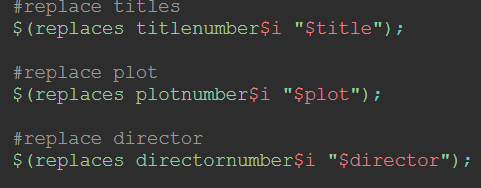 #replace titles
$(replaces titlenumber$i "$title");
#replace plot
$(replaces plotnumber$i "$plot");
#replace director
$(replaces directornumber$i "$director");